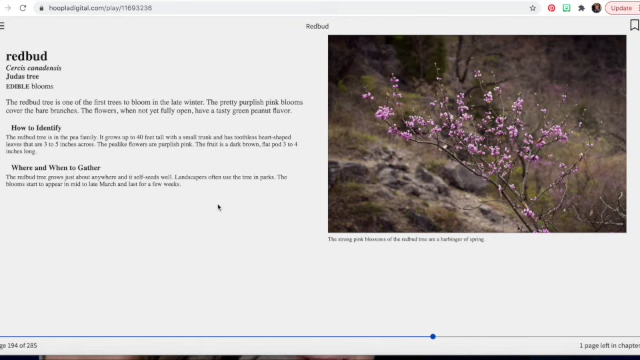 hoopladigital.com/play/11693236
Update
Redbud
redbud
Cercis canadensis
Judas tree
EDIBLE blooms
The redbud tree is one of the first trees to bloom in the late winter. The pretty purplish pink blooms
cover the bare branches. The flowers, when not yet fully open, have a tasty green peanut flavor.
How to Identify
The redbud tree is in the pea family. It grows up to 40 feet tall with a small trunk and has toothless heart-shaped
leaves that are 3 to 5 inches across. The pealike flowers are purplish pink. The fruit is a dark brown, flat pod 3 to 4
inches long.
Where and When to Gather
The redbud tree grows just about anywhere and it self-seeds well. Landscapers often use the tree in parks. The
blooms start to appear in mid to late March and last for a few weeks.
The strong pink blossoms of the redbud tree are a harbinger of spring.
ge 194 of 285
1 page left in chapte